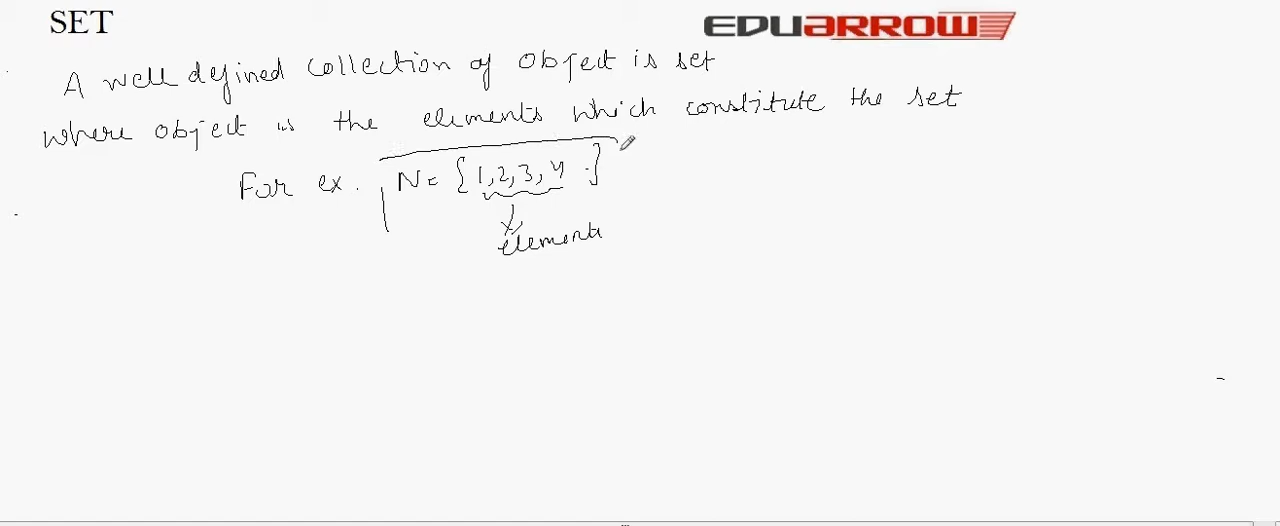 SET
EDUARROW
A well defined collection of object is set
where object is the elements which constitute the set
For ex. N = {1, 2, 3, 4 .}
elements